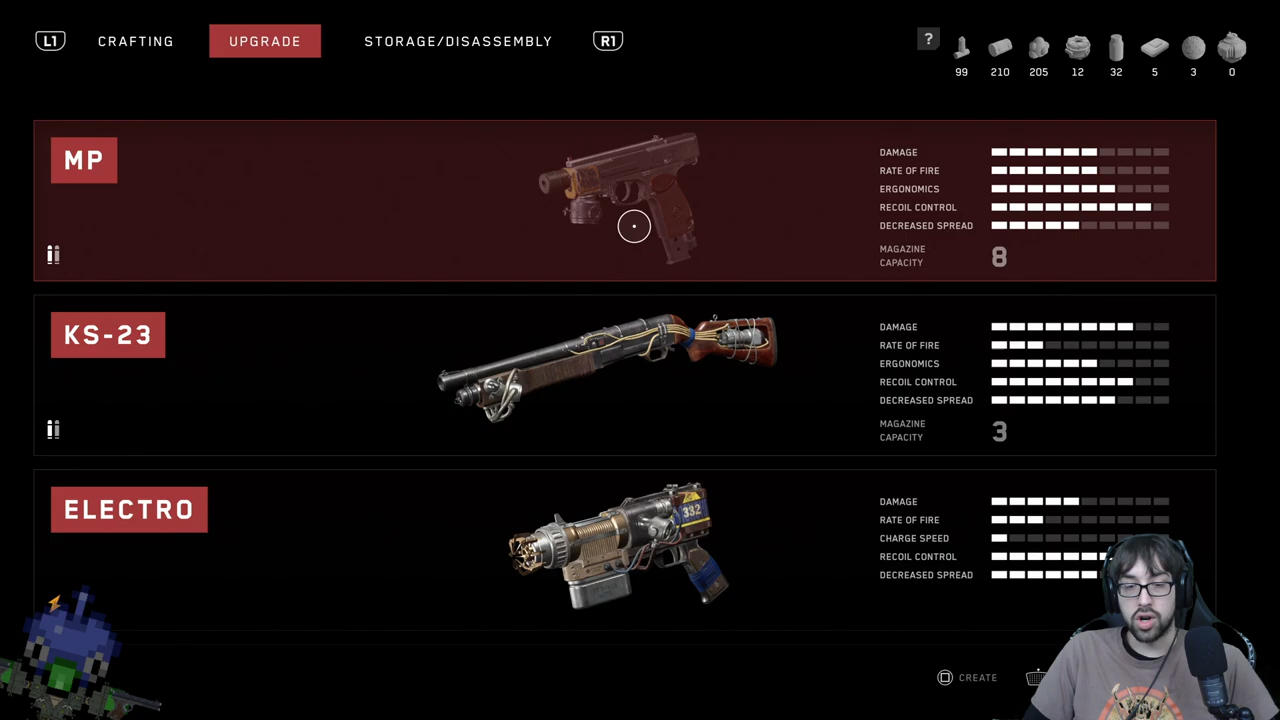 L1 CRAFTING UPGRADE STORAGE/DISASSEMBLY R1 ?
99 210 205 12 32 5 3 0
MP
DAMAGE
RATE OF FIRE
ERGONOMICS
RECOIL CONTROL
DECREASED SPREAD
MAGAZINE
CAPACITY
8
KS-23
DAMAGE
RATE OF FIRE
ERGONOMICS
RECOIL CONTROL
DECREASED SPREAD
MAGAZINE
CAPACITY
3
ELECTRO
332
DAMAGE
RATE OF FIRE
CHARGE SPEED
RECOIL CONTROL
DECREASED SPREAD
CREATE